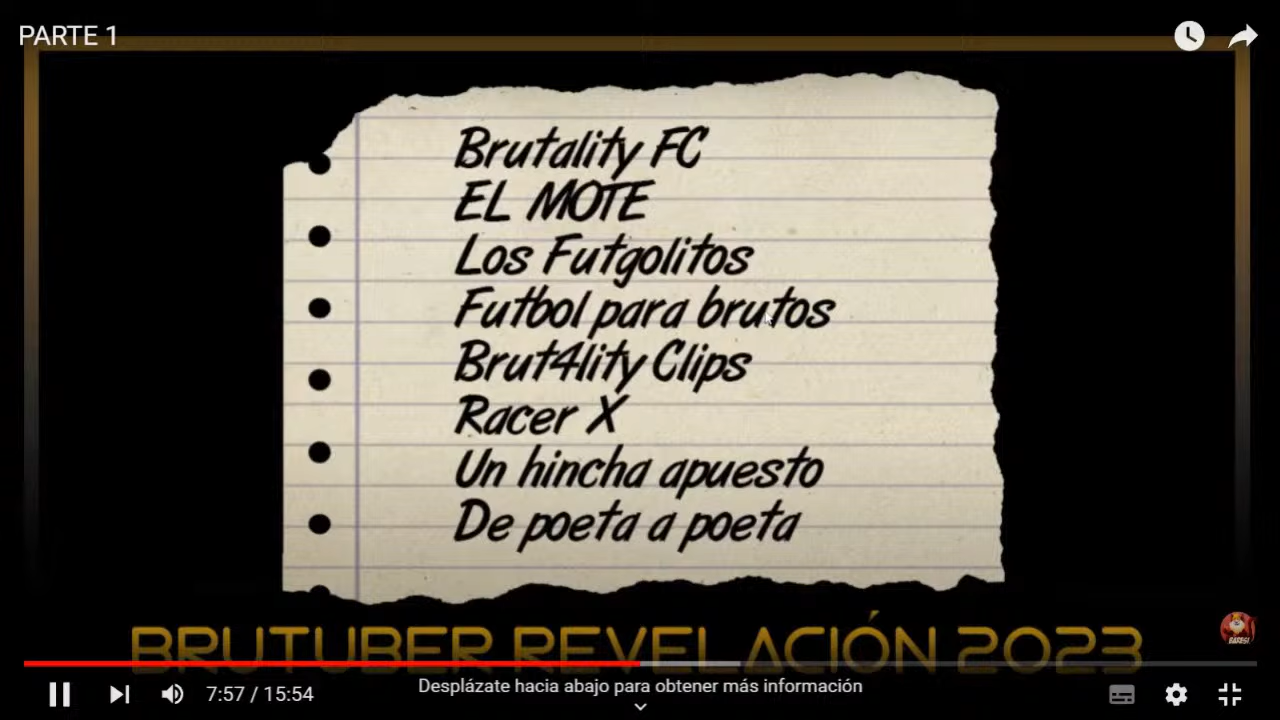 PARTE 1
Brutality FC
EL MOTE
Los Futgolitos
Futbol para brutos
Brut4lity Clips
Racer X
Un hincha apuesto
De poeta a poeta
BRUTUBER REVELACIÓN 2023
BARESI
7:57 / 15:54
Desplázate hacia abajo para obtener más información